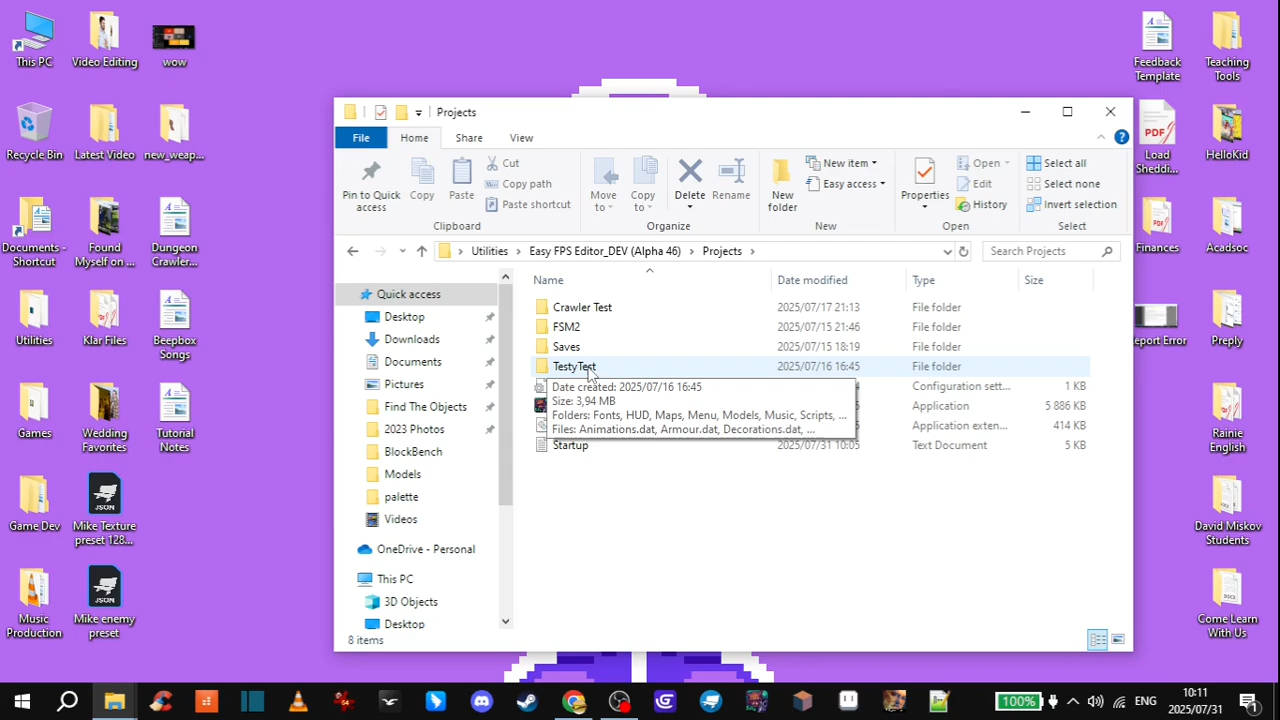 This PC
Video Editing
wow
Recycle Bin
Latest Video
new_weap...
Documents -
Shortcut
Found
Myself on ...
Dungeon
Crawler...
Utilities
Klar Files
Beepbox
Songs
Games
Wedding
Favorites
Tutorial
Notes
Game Dev
Mike Texture
preset 128...
Music
Production
Mike enemy
preset
Projects
File
Home
Share
View
Pin to Quick
access
Copy
Paste
Cut
Copy path
Paste shortcut
Clipboard
Move
to
Copy
to
Delete
Rename
Organize
New
folder
New item
Easy access
New
Properties
Open
Edit
History
Open
Select all
Select none
Invert selection
Select
Utilities > Easy FPS Editor_DEV (Alpha 46) > Projects >
Search Projects
Quick access
Desktop
Downloads
Documents
Pictures
Find The Objects
2023 Photos
BlockBench
Models
palette
Videos
OneDrive - Personal
This PC
3D Objects
Desktop
Name Date modified Type Size
Crawler Test 2025/07/17 21:13 File folder
FSM2 2025/07/15 21:46 File folder
Saves 2025/07/15 18:19 File folder
TestyTest 2025/07/16 16:45 File folder
Configuration sett... 1 KB
Application 5 886 KB
Application exten... 414 KB
Startup 2025/07/31 10:05 Text Document 5 KB
Date created: 2025/07/16 16:45
Size: 3,94 MB
Folders: Fonts, HUD, Maps, Menu, Models, Music, Scripts, ...
Files: Animations.dat, Armour.dat, Decorations.dat, ...
8 items
Feedback
Template
Teaching
Tools
PDF
Load
Sheddi...
HelloKid
Finances
Acadsoc
Report Error
Preply
Rainie
English
David Miskov
Students
DOCX
Come Learn
With Us
100%
ENG
10:11
2025/07/31
1